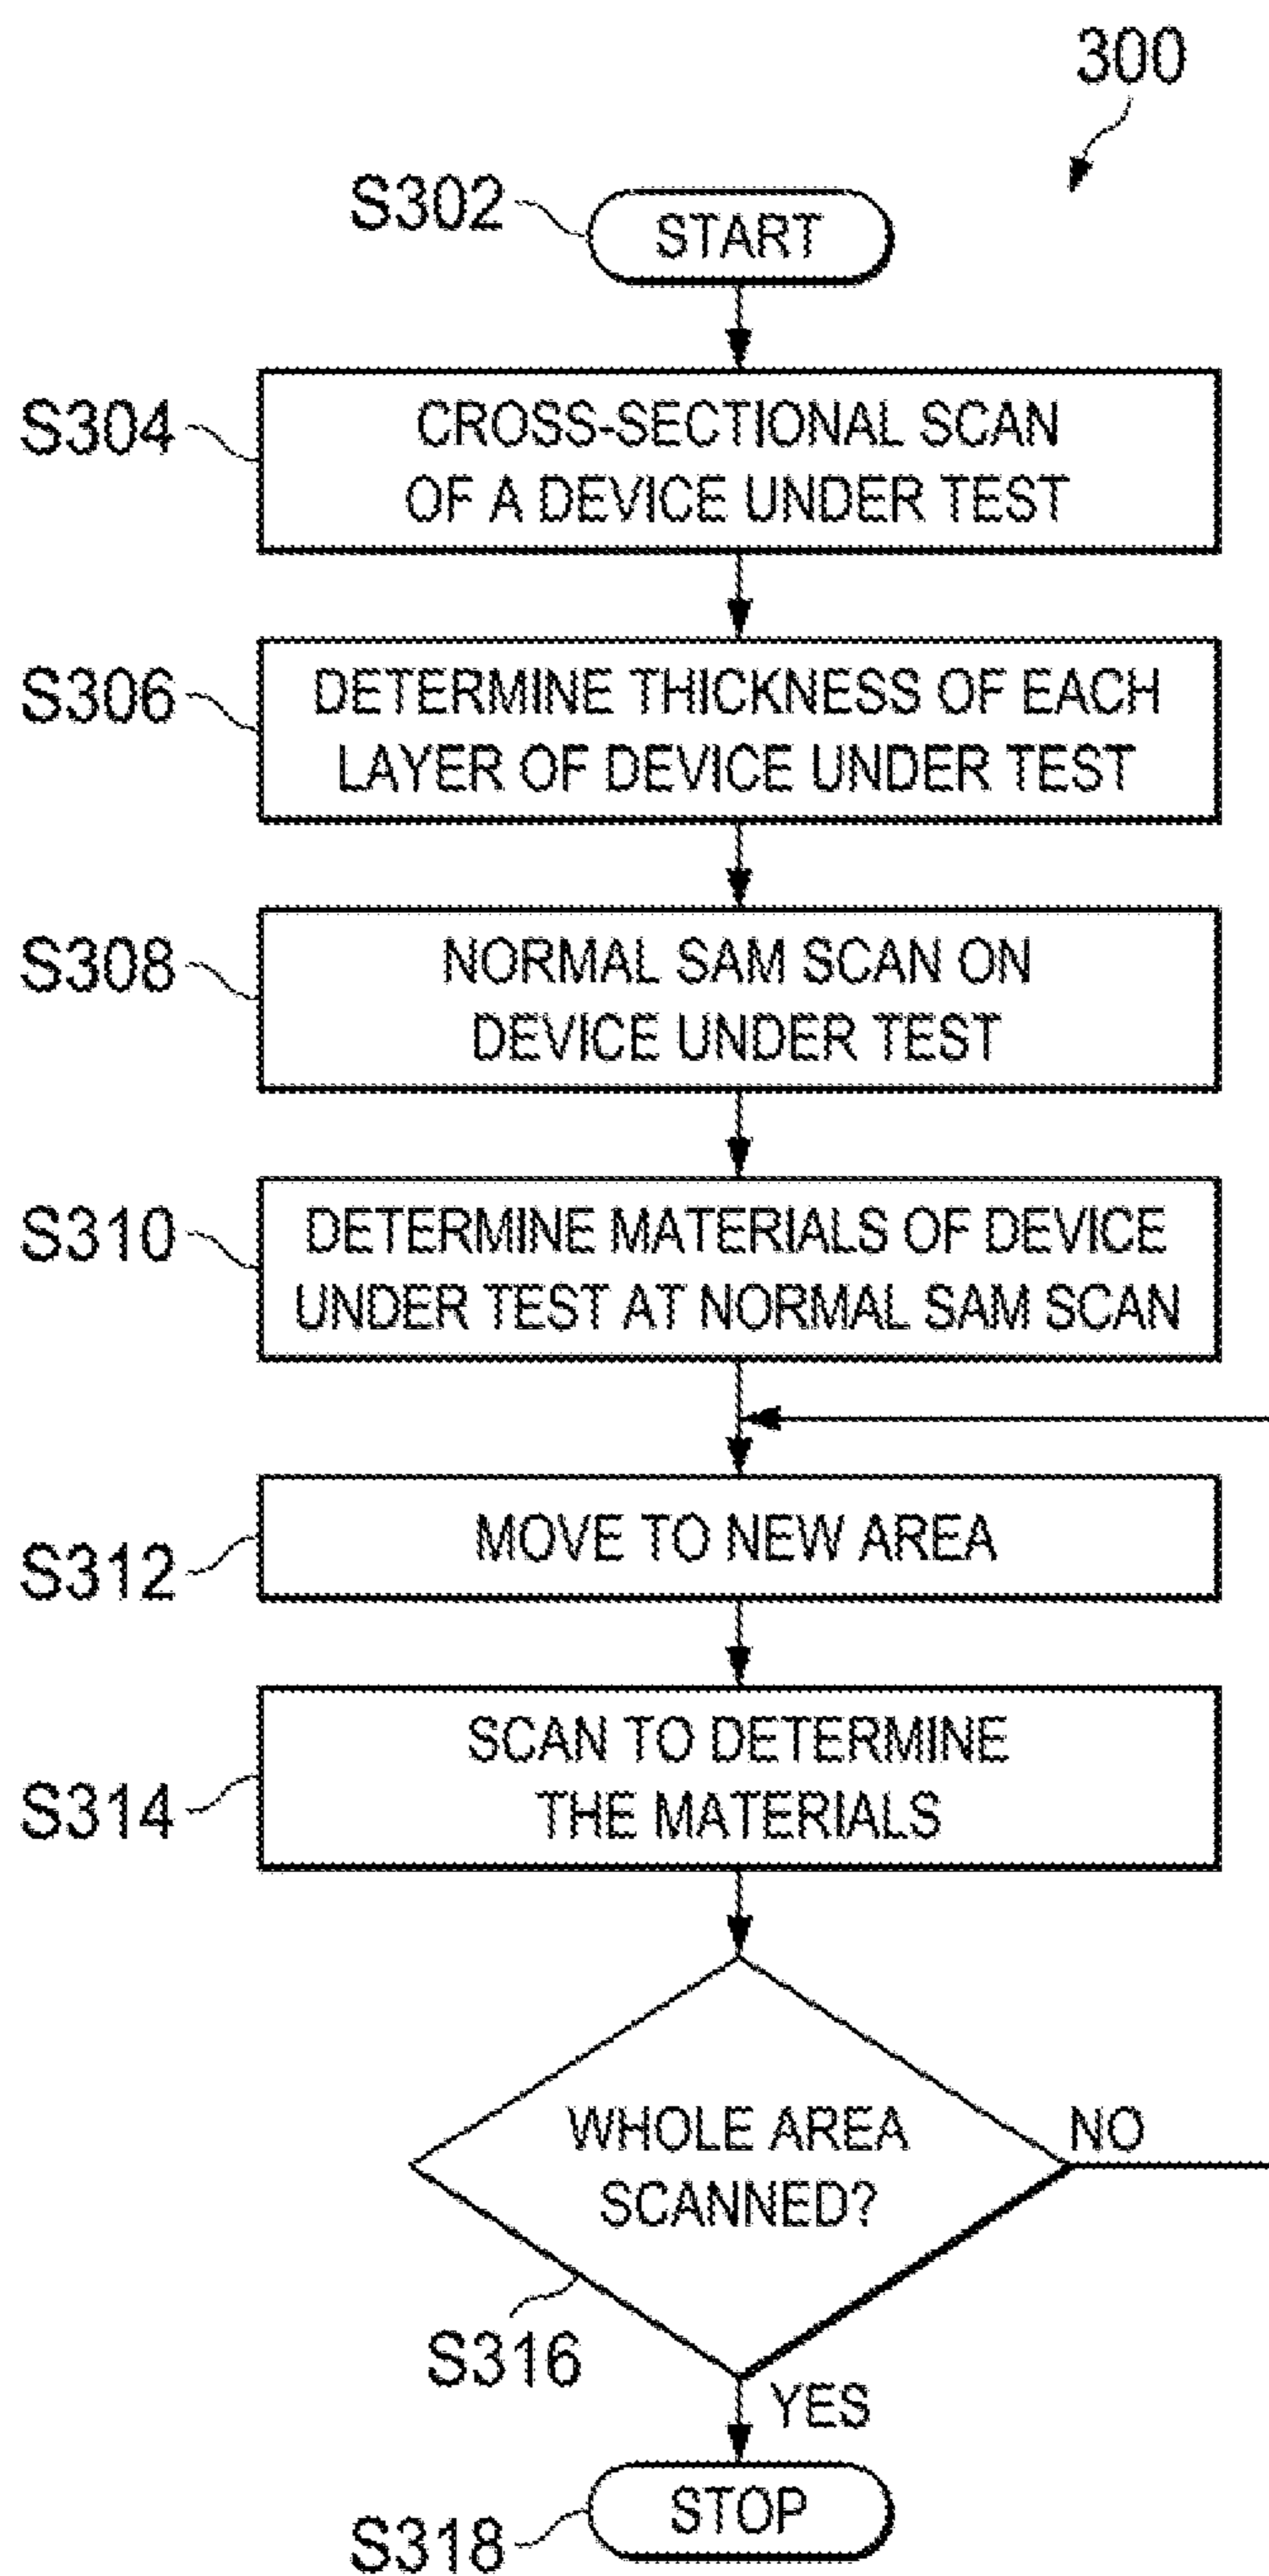 300
S302
START
S304
CROSS-SECTIONAL SCAN
OF A DEVICE UNDER TEST
S306
DETERMINE THICKNESS OF EACH
LAYER OF DEVICE UNDER TEST
S308
NORMAL SAM SCAN ON
DEVICE UNDER TEST
S310
DETERMINE MATERIALS OF DEVICE
UNDER TEST AT NORMAL SAM SCAN
S312
MOVE TO NEW AREA
S314
SCAN TO DETERMINE
THE MATERIALS
WHOLE AREA
SCANNED?
NO
S316
YES
STOP
S318